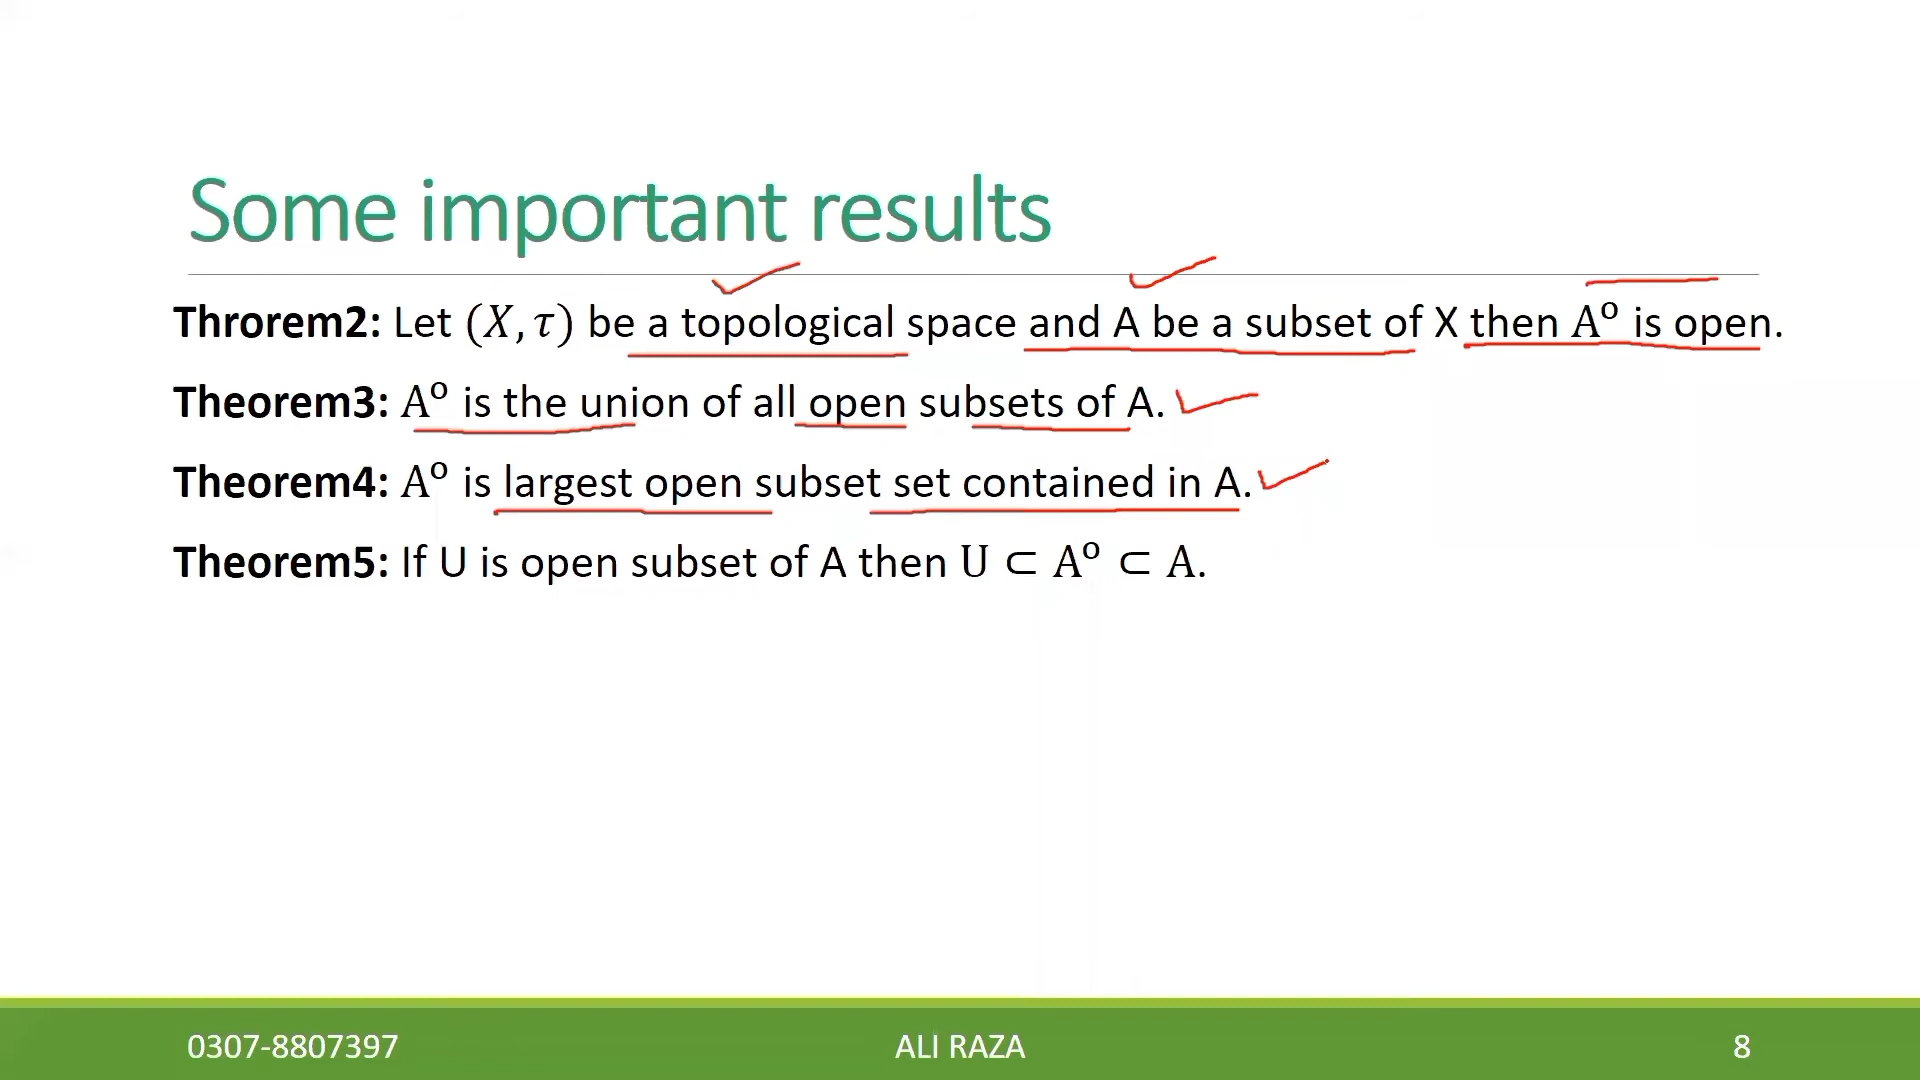 Some important results
Throrem2: Let (X, τ) be a topological space and A be a subset of X then Aᵒ is open.
Theorem3: Aᵒ is the union of all open subsets of A.
Theorem4: Aᵒ is largest open subset set contained in A.
Theorem5: If U is open subset of A then U ⊂ Aᵒ ⊂ A.
0307-8807397 ALI RAZA 8